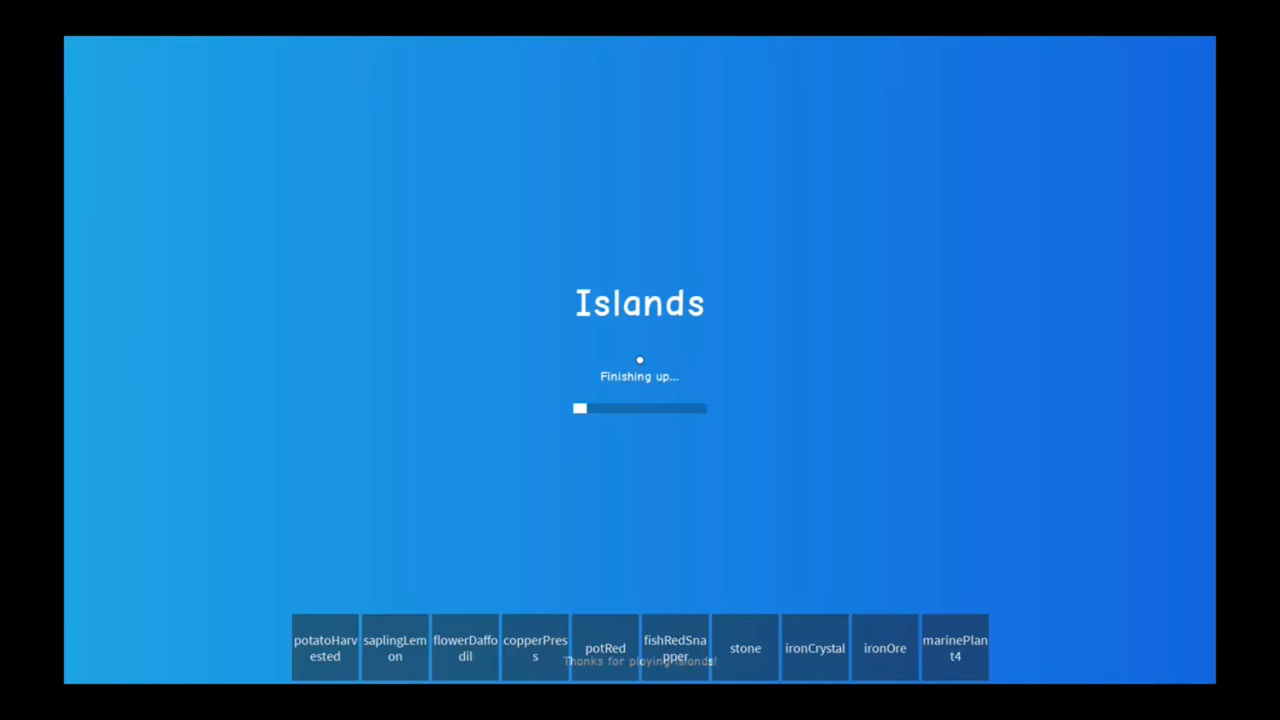 Islands
Finishing up...
potatoHarv
ested
saplingLem
on
flowerDaffo
dil
copperPres
s
potRed
fishRedSna
pper
stone
ironCrystal
ironOre
marinePlan
t4
Thanks for playing Islands!